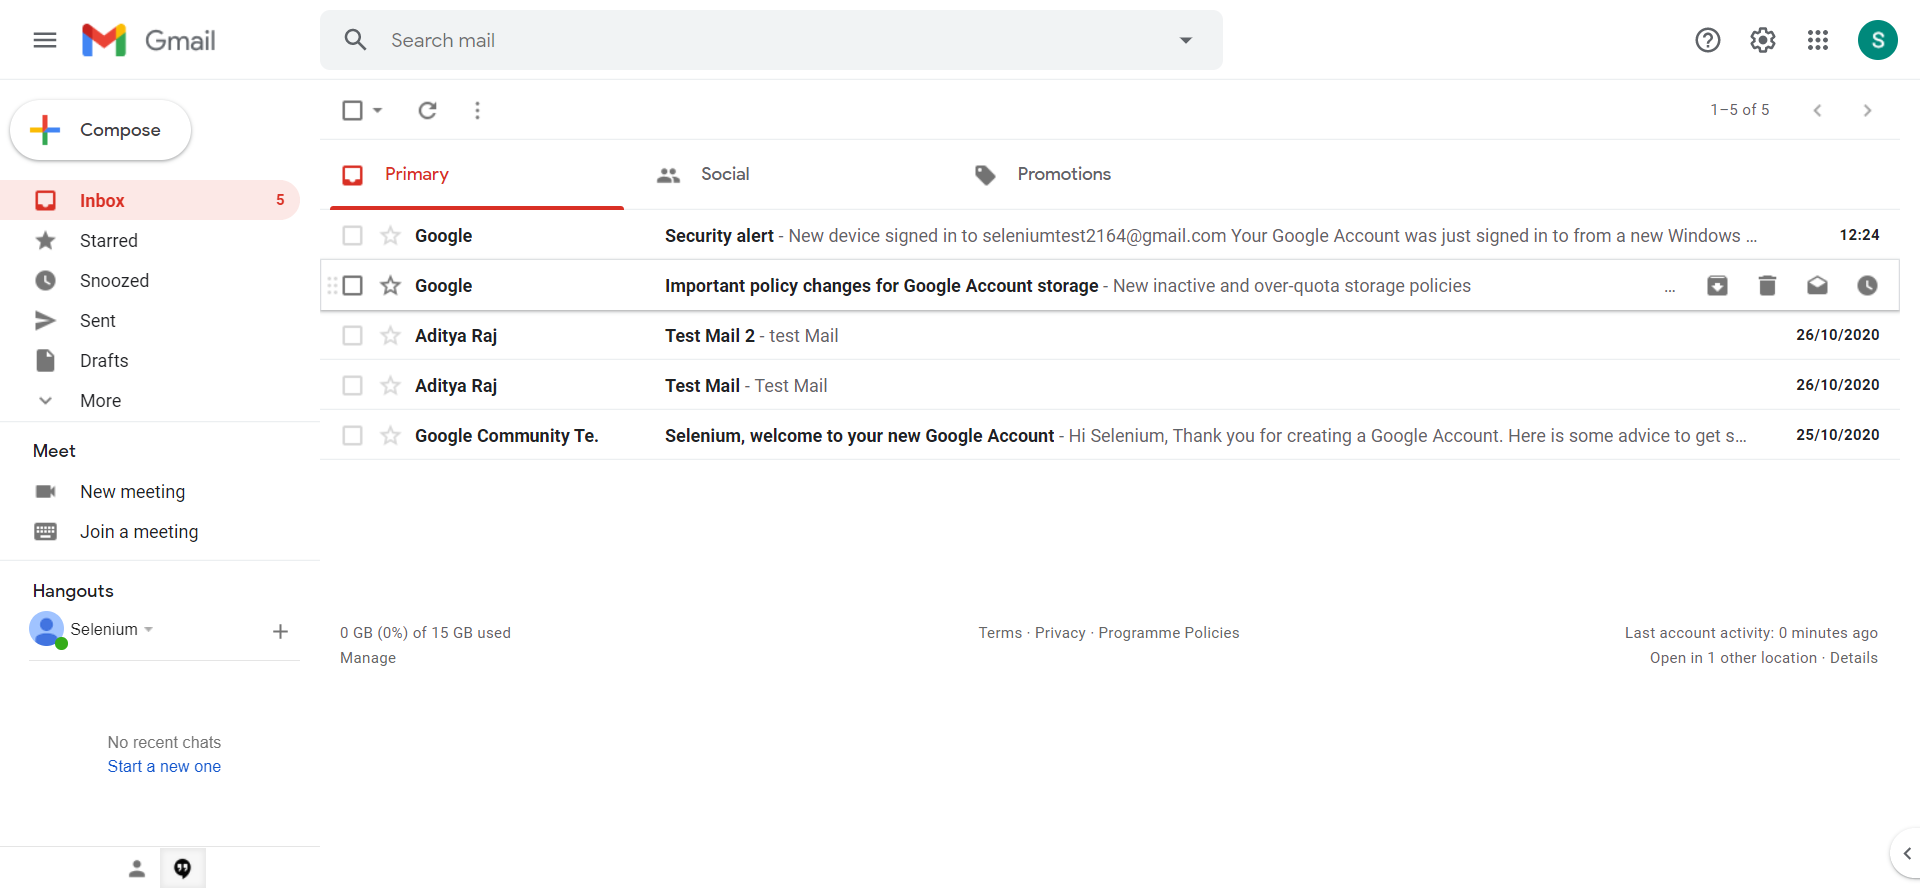 Gmail
Search mail
S
Compose
1–5 of 5
Inbox 5
Starred
Snoozed
Sent
Drafts
More
Primary
Social
Promotions
Google Security alert - New device signed in to seleniumtest2164@gmail.com Your Google Account was just signed in to from a new Windows ... 12:24
Google Important policy changes for Google Account storage - New inactive and over-quota storage policies ...
Aditya Raj Test Mail 2 - test Mail 26/10/2020
Aditya Raj Test Mail - Test Mail 26/10/2020
Google Community Te. Selenium, welcome to your new Google Account - Hi Selenium, Thank you for creating a Google Account. Here is some advice to get s... 25/10/2020
Meet
New meeting
Join a meeting
Hangouts
Selenium
No recent chats
Start a new one
0 GB (0%) of 15 GB used
Manage
Terms · Privacy · Programme Policies
Last account activity: 0 minutes ago
Open in 1 other location · Details